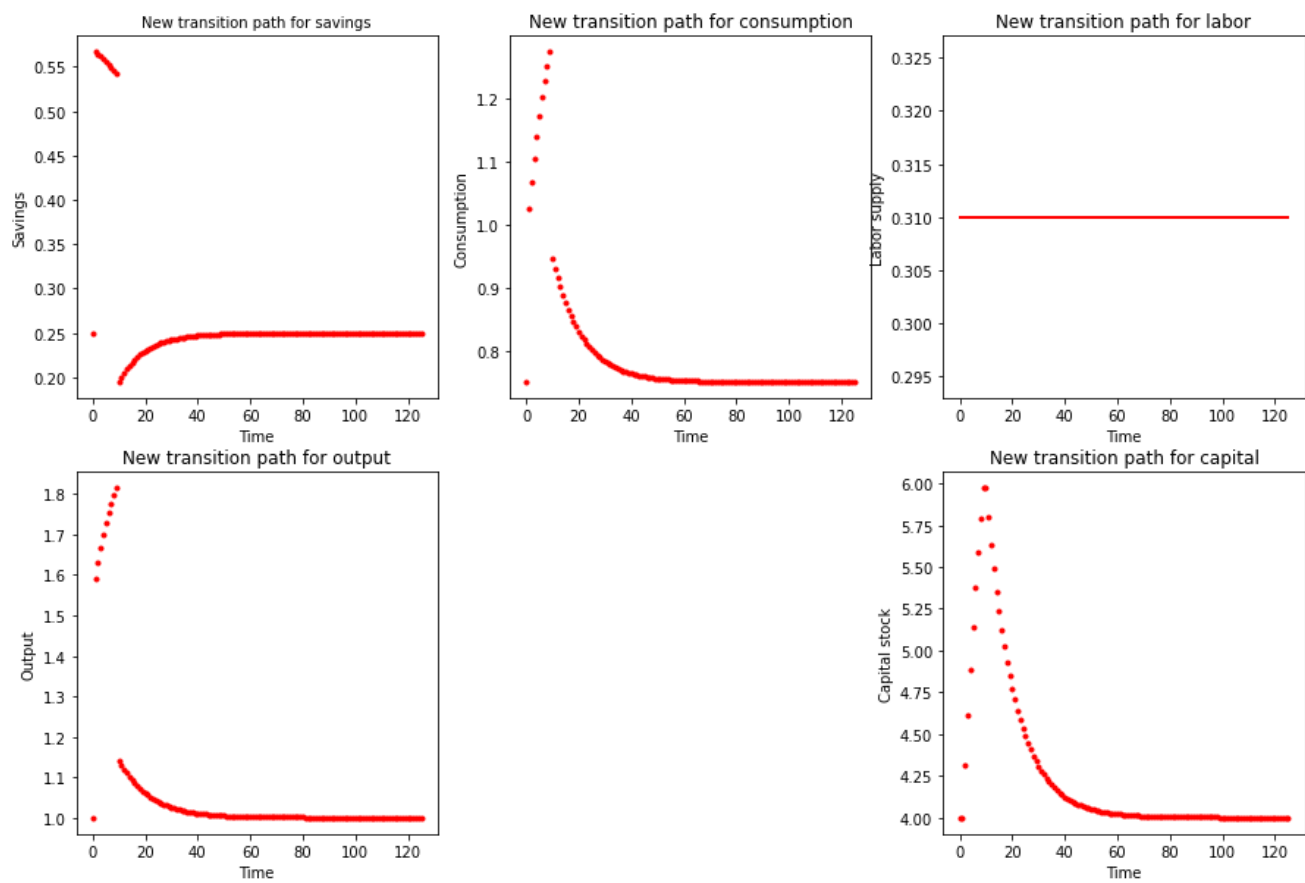 New transition path for savings
0.55
0.50
0.45
0.40
0.35
0.30
0.25
0.20
Savings
0 20 40 60 80 100 120
Time
New transition path for consumption
1.2
1.1
1.0
0.9
0.8
Consumption
0 20 40 60 80 100 120
Time
New transition path for labor
0.325
0.320
0.315
0.310
0.305
0.300
0.295
Labor supply
0 20 40 60 80 100 120
Time
New transition path for output
1.8
1.7
1.6
1.5
1.4
1.3
1.2
1.1
1.0
Output
0 20 40 60 80 100 120
Time
New transition path for capital
6.00
5.75
5.50
5.25
5.00
4.75
4.50
4.25
4.00
Capital stock
0 20 40 60 80 100 120
Time